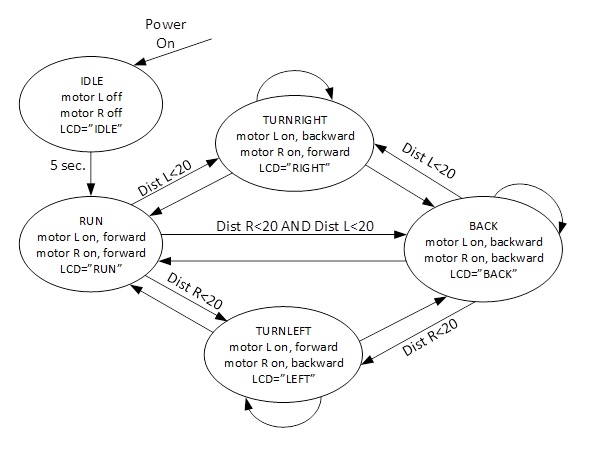 Power
On
IDLE
motor L off
motor R off
LCD="IDLE"
5 sec.
TURNRIGHT
motor L on, backward
motor R on, forward
LCD="RIGHT"
Dist L<20
Dist L<20
RUN
motor L on, forward
motor R on, forward
LCD="RUN"
Dist R<20 AND Dist L<20
BACK
motor L on, backward
motor R on, backward
LCD="BACK"
Dist R<20
TURNLEFT
motor L on, forward
motor R on, backward
LCD="LEFT"
Dist R<20